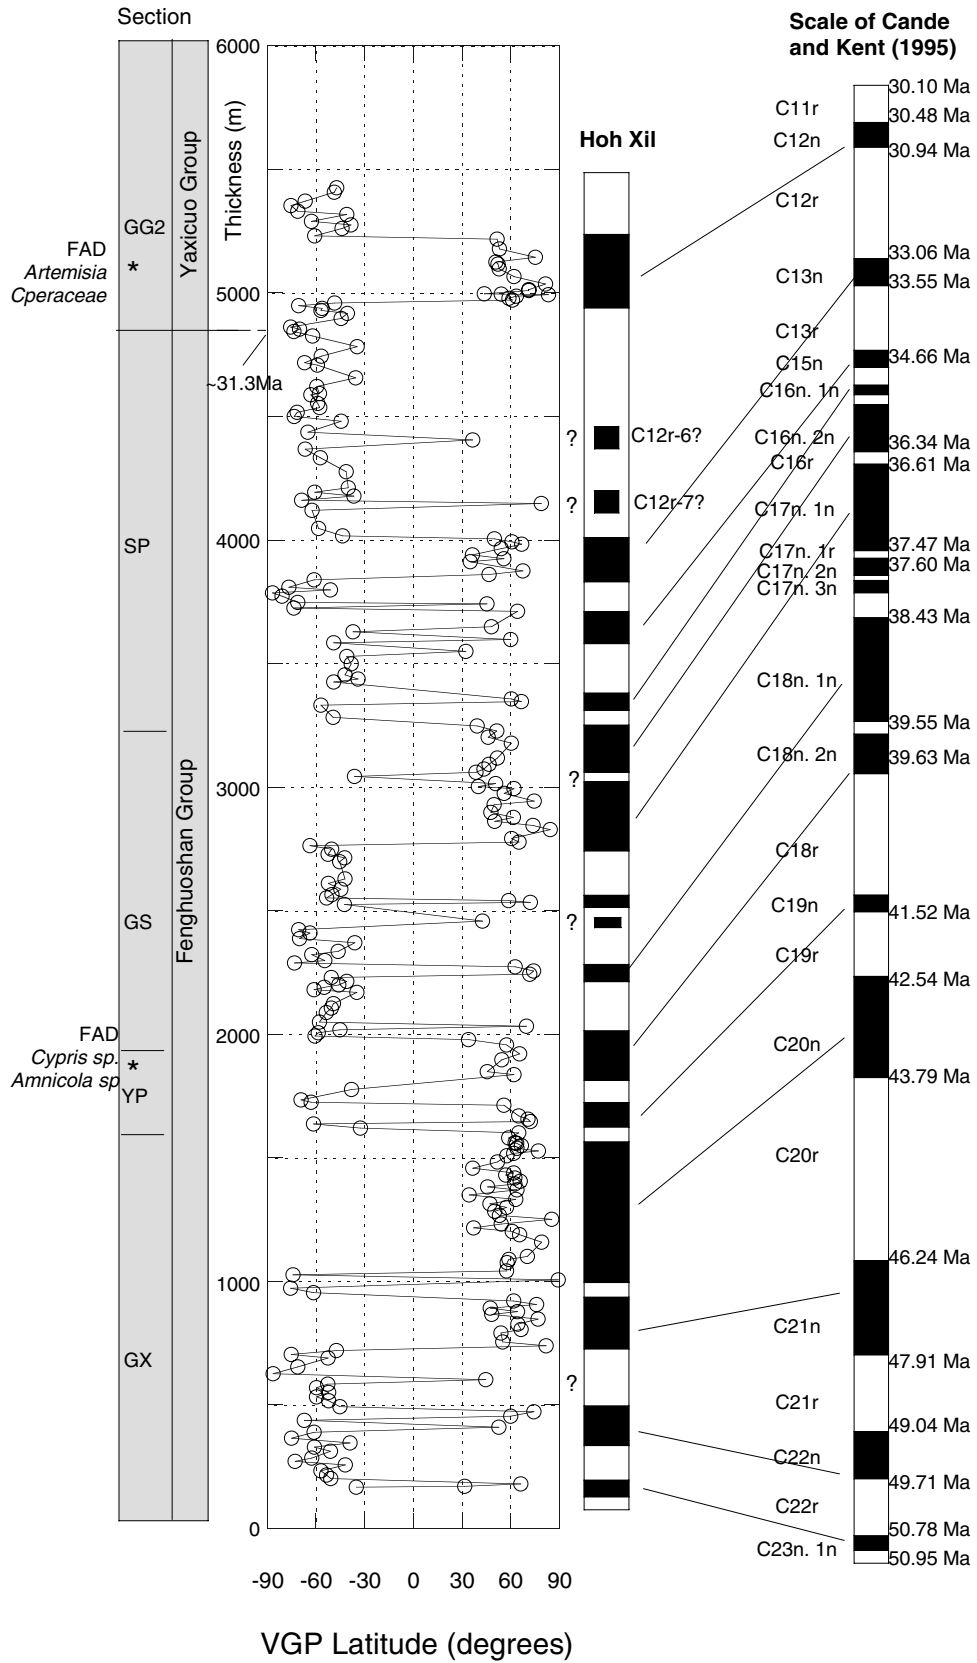 Section
Scale of Cande
and Kent (1995)
6000
5000
4000
3000
2000
1000
0
Thickness (m)
Hoh Xil
Yaxicuo Group
Fenghuoshan Group
GG2
SP
GS
YP
GX
FAD
Artemisia
Cperaceae
*
~31.3Ma
FAD
Cypris sp.
Amnicola sp
*
?
C12r-6?
?
C12r-7?
?
?
?
C11r
C12n
C12r
C13n
C13r
C15n
C16n. 1n
C16n. 2n
C16r
C17n. 1n
C17n. 1r
C17n. 2n
C17n. 3n
C18n. 1n
C18n. 2n
C18r
C19n
C19r
C20n
C20r
C21n
C21r
C22n
C22r
C23n. 1n
30.10 Ma
30.48 Ma
30.94 Ma
33.06 Ma
33.55 Ma
34.66 Ma
36.34 Ma
36.61 Ma
37.47 Ma
37.60 Ma
38.43 Ma
39.55 Ma
39.63 Ma
41.52 Ma
42.54 Ma
43.79 Ma
46.24 Ma
47.91 Ma
49.04 Ma
49.71 Ma
50.78 Ma
50.95 Ma
-90 -60 -30 0 30 60 90
VGP Latitude (degrees)